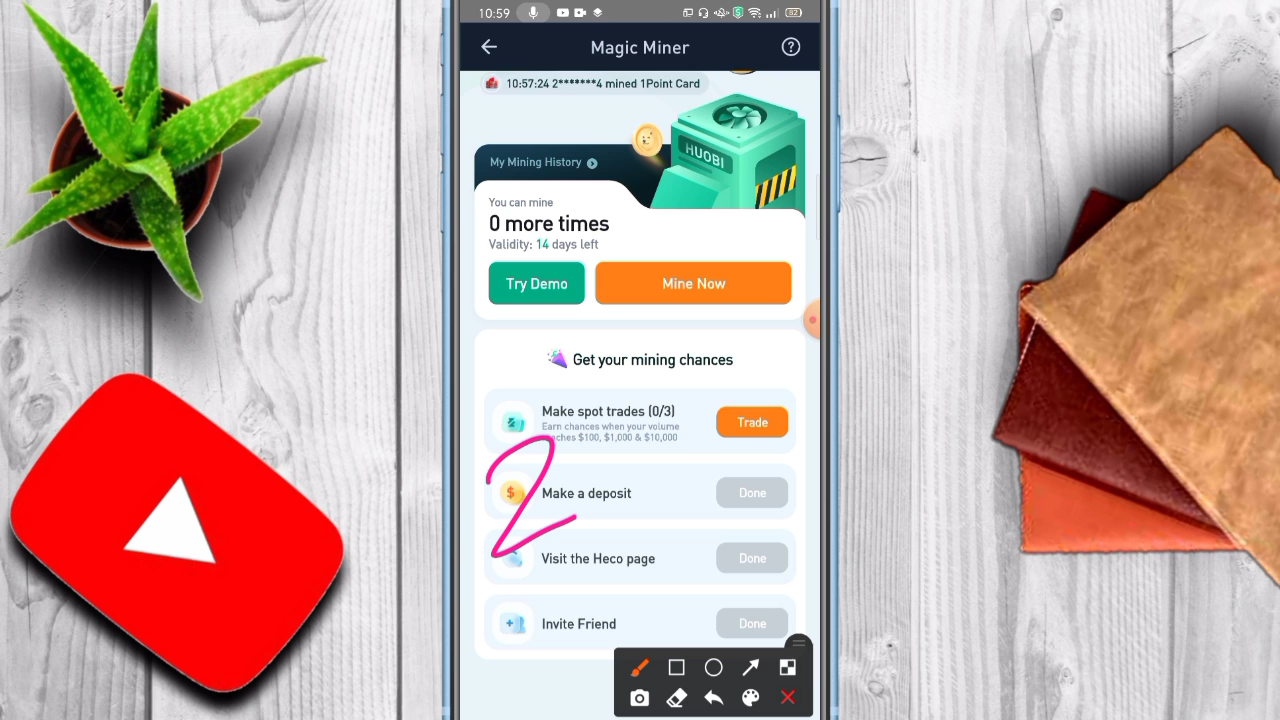 10:59
82
Magic Miner
10:57:24 2*******4 mined 1Point Card
HUOBI
My Mining History
You can mine
0 more times
Validity: 14 days left
Try Demo
Mine Now
Get your mining chances
Make spot trades (0/3)
Trade
Earn chances when your volume
$100, $1,000 & $10,000
2
$
Make a deposit
Done
Visit the Heco page
Done
Invite Friend
Done